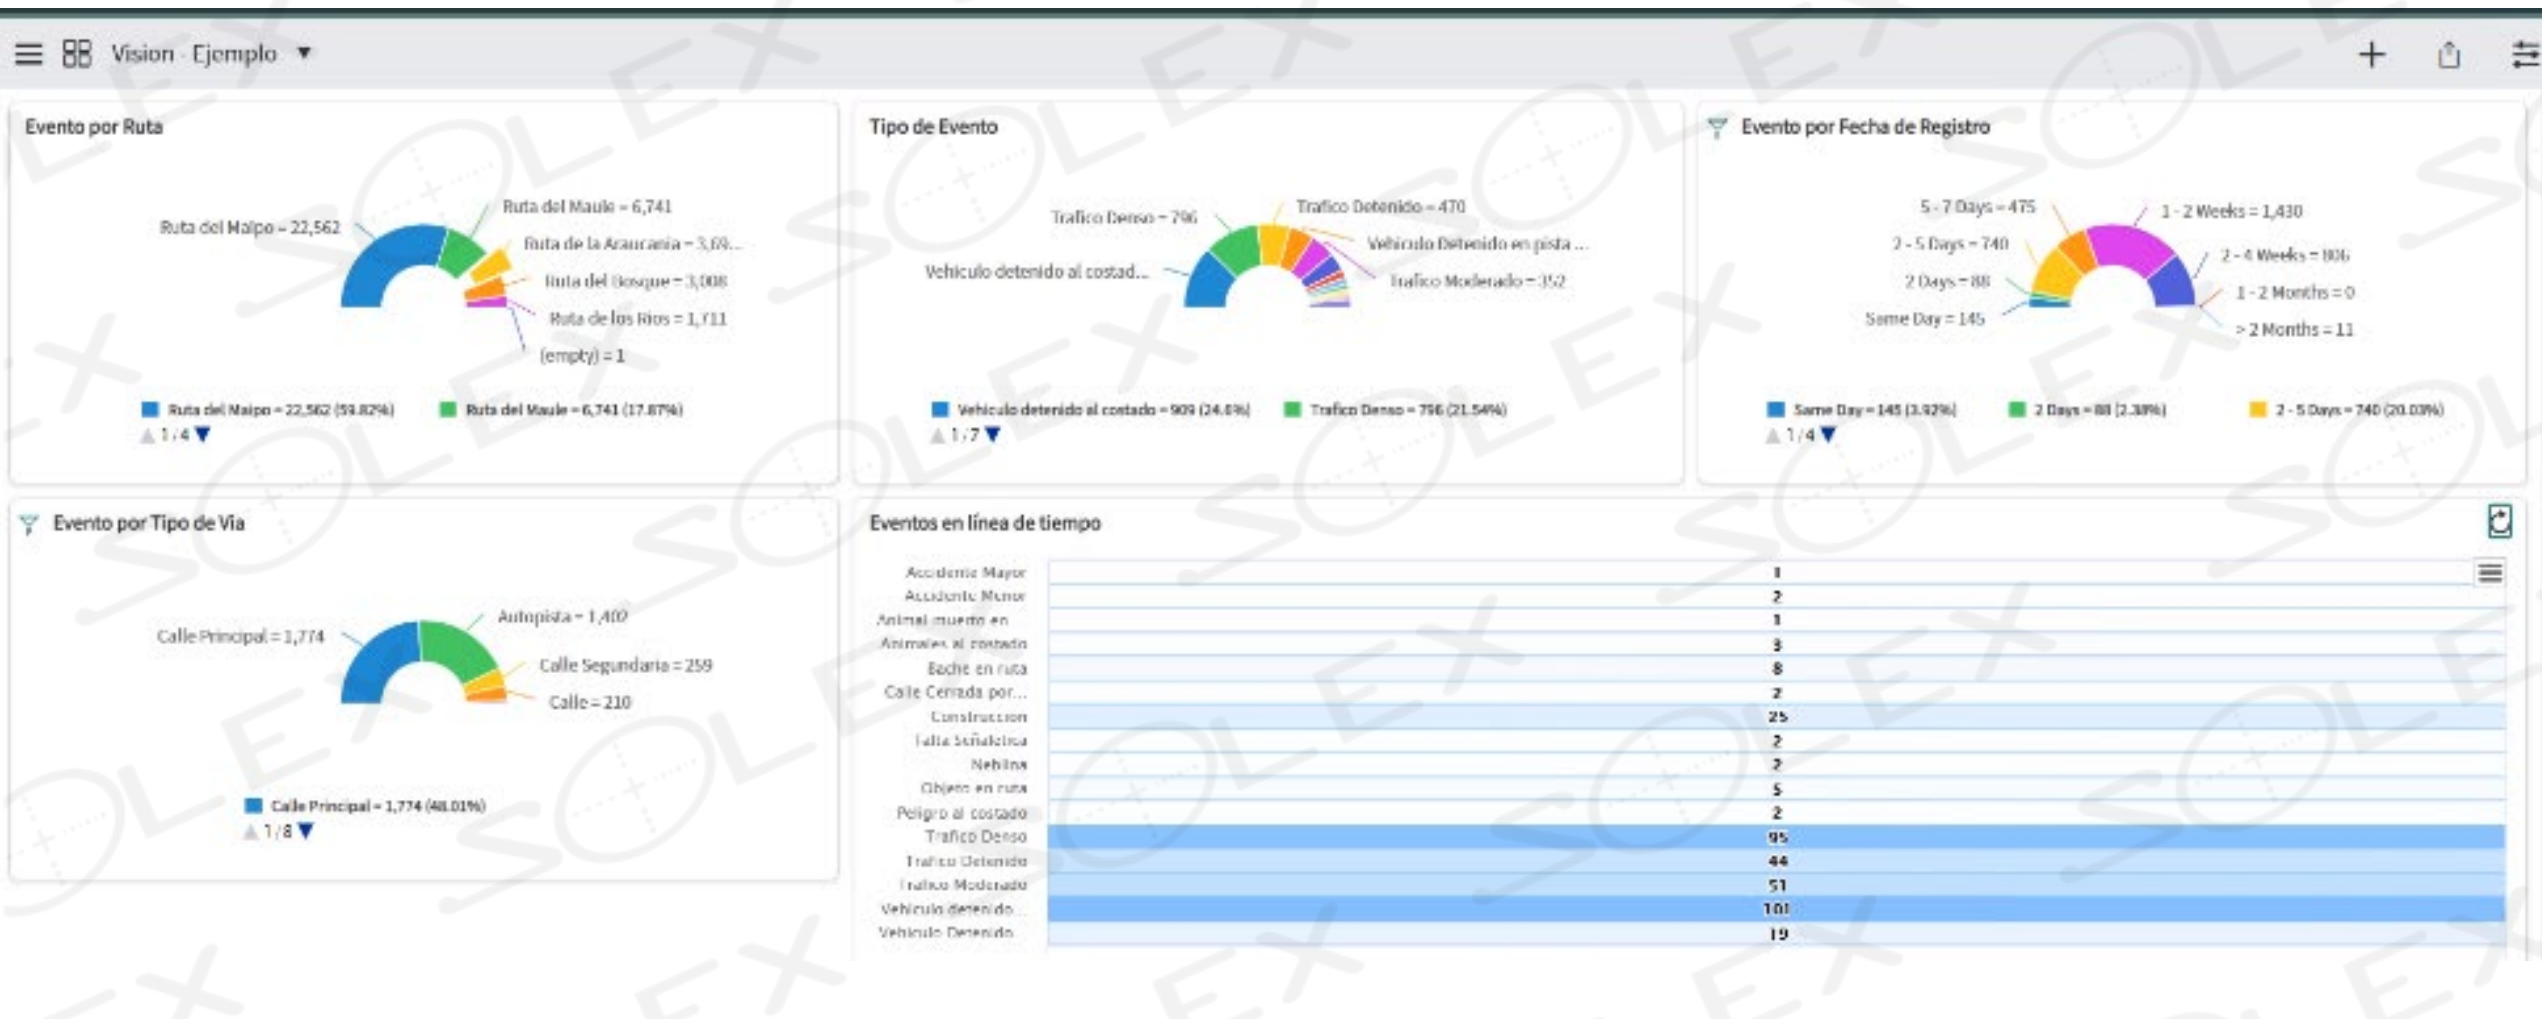 Vision - Ejemplo
Evento por Ruta
Ruta del Maipo = 22,562
Ruta del Maule = 6,741
Ruta de la Araucania = 3,69...
Ruta del Bosque = 3,008
Ruta de los Rios = 1,711
(empty) = 1
Ruta del Maipo = 22,562 (59.82%)
Ruta del Maule = 6,741 (17.87%)
1/4
Tipo de Evento
Trafico Denso = 796
Trafico Detenido = 470
Vehiculo Detenido en pista ...
Vehiculo detenido al costad...
Trafico Moderado = 352
Vehiculo detenido al costado = 909 (24.6%)
Trafico Denso = 796 (21.54%)
1/7
Evento por Fecha de Registro
5 - 7 Days = 475
1 - 2 Weeks = 1,430
2 - 5 Days = 740
2 - 4 Weeks = 806
2 Days = 88
1 - 2 Months = 0
Same Day = 145
> 2 Months = 11
Same Day = 145 (3.92%)
2 Days = 88 (2.38%)
2 - 5 Days = 740 (20.03%)
1/4
Evento por Tipo de Via
Autopista = 1,402
Calle Principal = 1,774
Calle Segundaria = 259
Calle = 210
Calle Principal = 1,774 (48.01%)
1/8
Eventos en línea de tiempo
Accidente Mayor 1
Accidente Menor 2
Animal muerto en 1
Animales al costado 3
Bache en ruta 8
Calle Cerrada por... 2
Construccion 25
Falta Señaletica 2
Neblina 2
Objeto en ruta 5
Peligro al costado 2
Trafico Denso 95
Trafico Detenido 44
Trafico Moderado 51
Vehiculo detenido... 101
Vehiculo Detenido 19
SOLEX